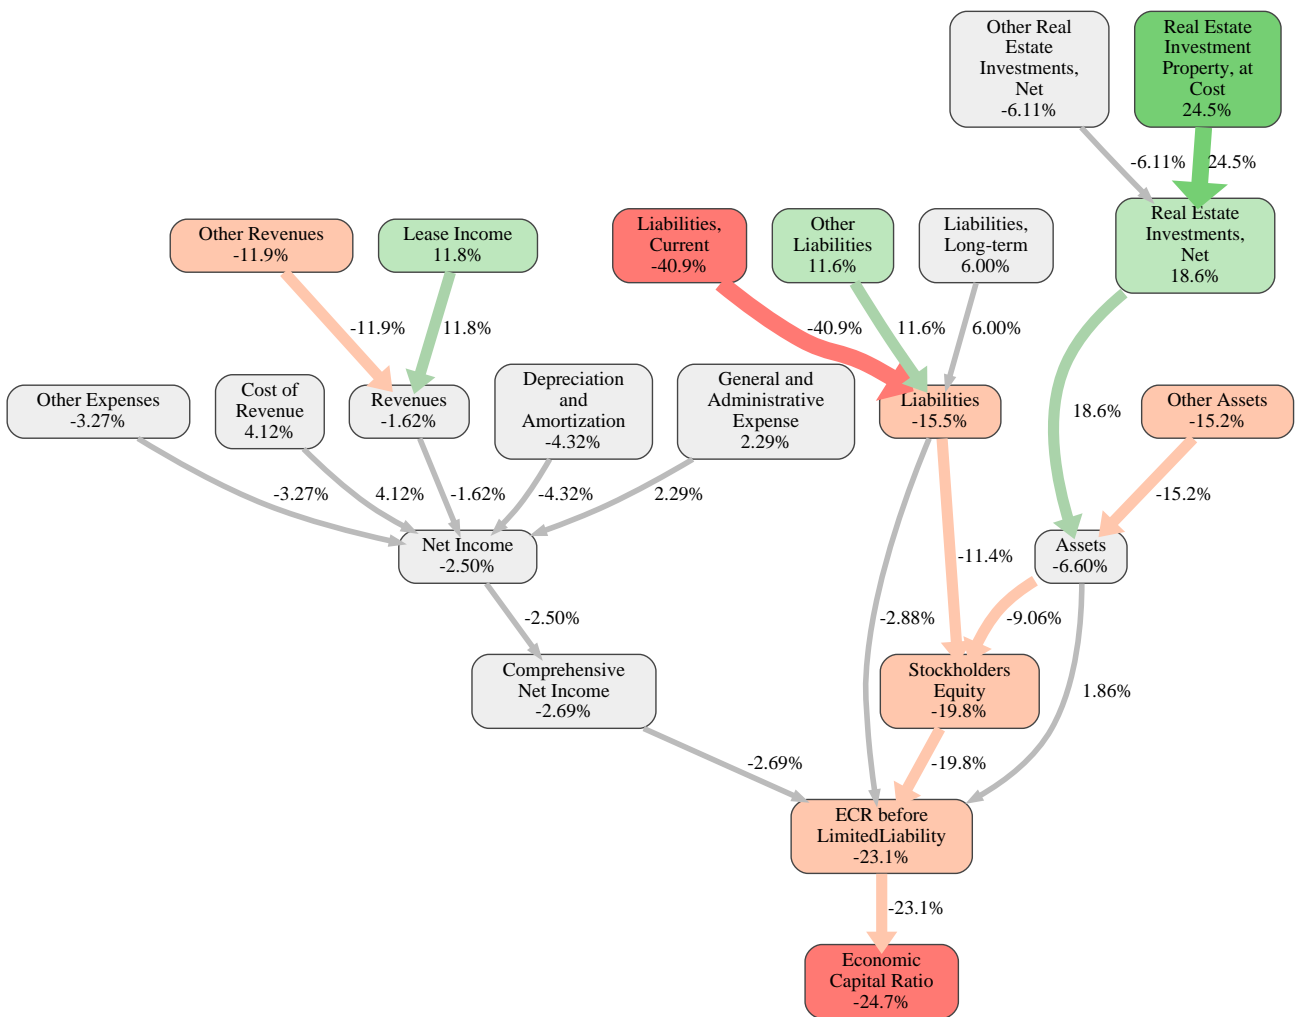 Other Real
Estate
Investments,
Net
-6.11%
Real Estate
Investment
Property, at
Cost
24.5%
-6.11%
24.5%
Other Revenues
-11.9%
Lease Income
11.8%
Liabilities,
Current
-40.9%
Other
Liabilities
11.6%
Liabilities,
Long-term
6.00%
Real Estate
Investments,
Net
18.6%
-11.9%
11.8%
-40.9%
11.6%
6.00%
18.6%
Other Expenses
-3.27%
Cost of
Revenue
4.12%
Revenues
-1.62%
Depreciation
and
Amortization
-4.32%
General and
Administrative
Expense
2.29%
Liabilities
-15.5%
Other Assets
-15.2%
-3.27%
4.12%
-1.62%
-4.32%
2.29%
-15.2%
Net Income
-2.50%
-11.4%
Assets
-6.60%
-2.50%
-2.88%
-9.06%
1.86%
Comprehensive
Net Income
-2.69%
Stockholders
Equity
-19.8%
-2.69%
-19.8%
ECR before
LimitedLiability
-23.1%
-23.1%
Economic
Capital Ratio
-24.7%